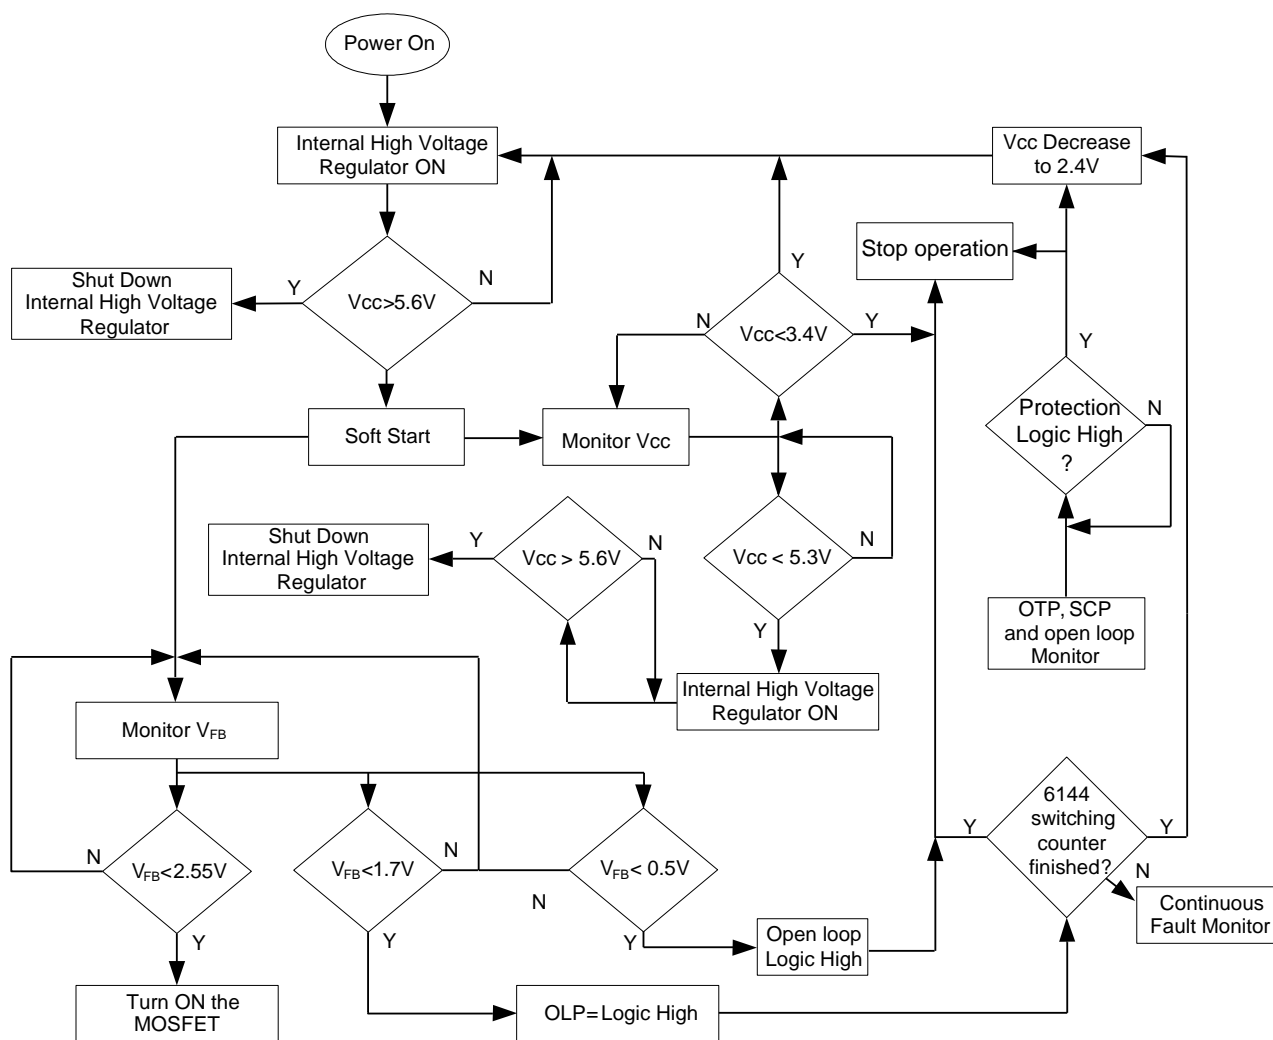 Power On
Internal High Voltage
Regulator ON
Vcc Decrease
to 2.4V
Stop operation
Shut Down
Internal High Voltage
Regulator
Y
Vcc>5.6V
N
Y
N
Vcc<3.4V
Y
Y
Protection
Logic High
?
N
Soft Start
Monitor Vcc
Shut Down
Internal High Voltage
Regulator
Y
Vcc > 5.6V
N
Vcc < 5.3V
N
Y
OTP, SCP
and open loop
Monitor
Internal High Voltage
Regulator ON
Monitor VFB
N
VFB<2.55V
Y
VFB<1.7V
N
Y
VFB< 0.5V
N
Y
Y
6144
switching
counter
finished?
Y
N
Continuous
Fault Monitor
Open loop
Logic High
Turn ON the
MOSFET
OLP=Logic High